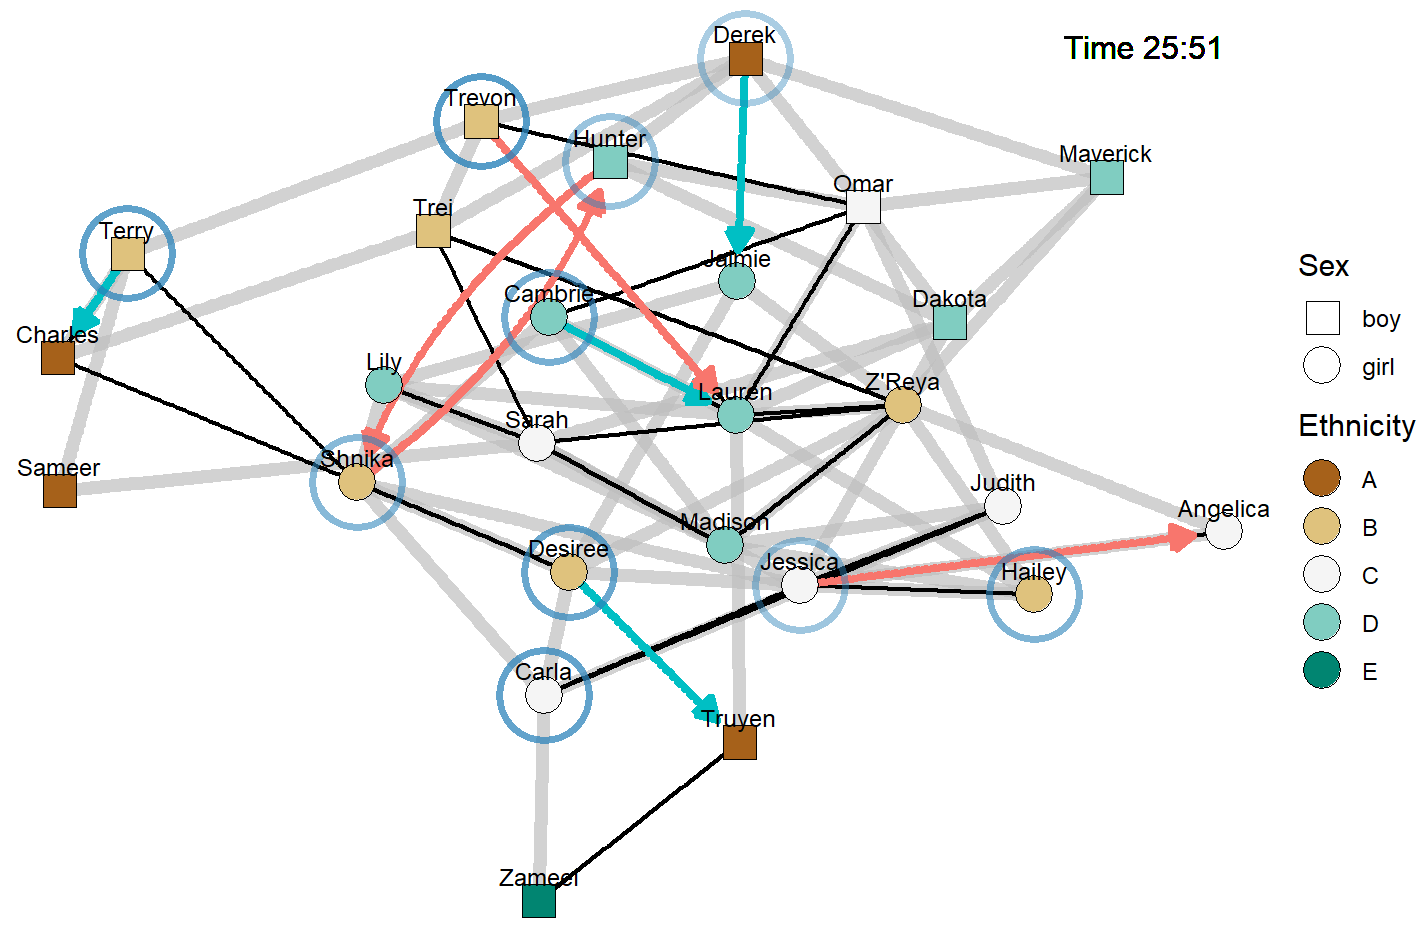 Derek
Time 25:51
Trevon
Hunter
Maverick
Omar
Trei
Terry
Jaimie
Cambrie
Dakota
Charles
Lily
Z'Reya
Lauren
Sarah
Shnika
Sameer
Judith
Angelica
Madison
Desiree
Jessica
Hailey
Carla
Truyen
Zameel
Sex
boy
girl
Ethnicity
A
B
C
D
E